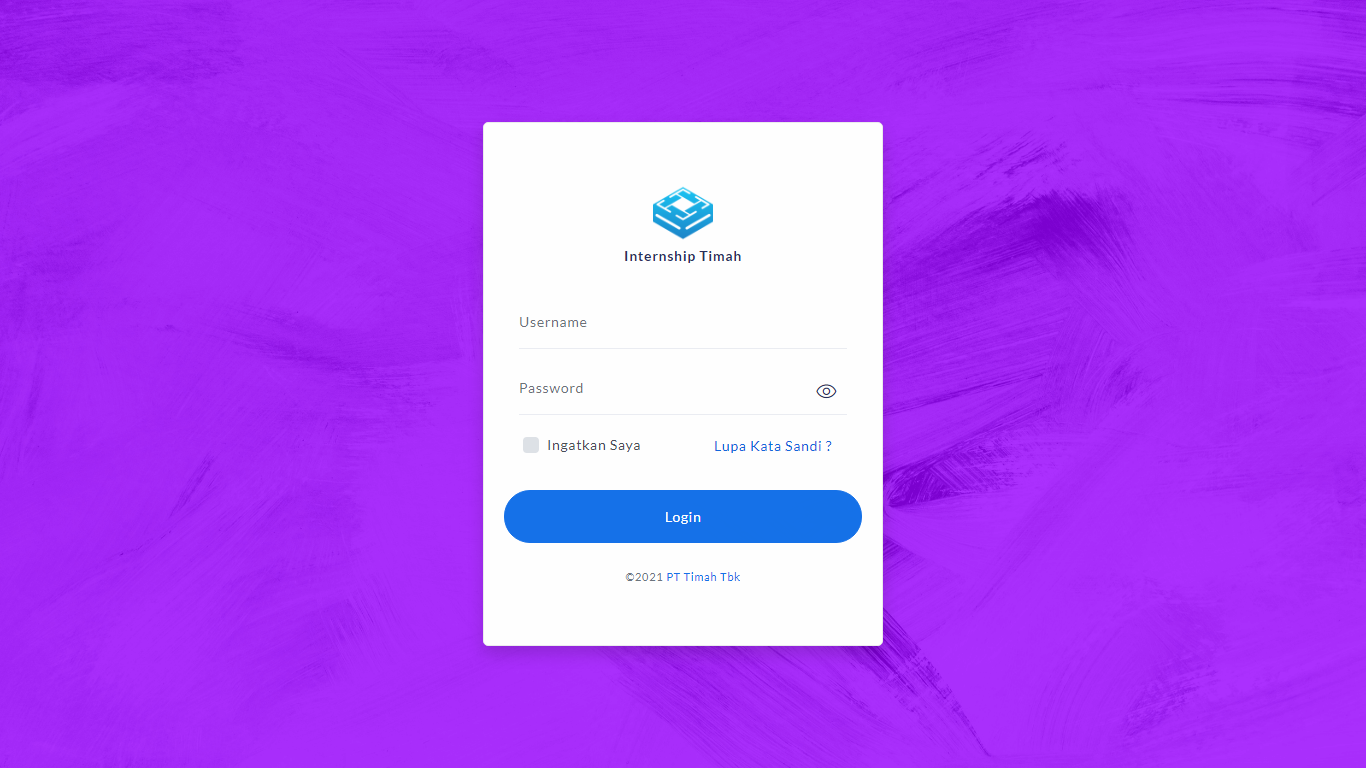 Internship Timah
Username
Password
Ingatkan Saya
Lupa Kata Sandi ?
Login
©2021 PT Timah Tbk